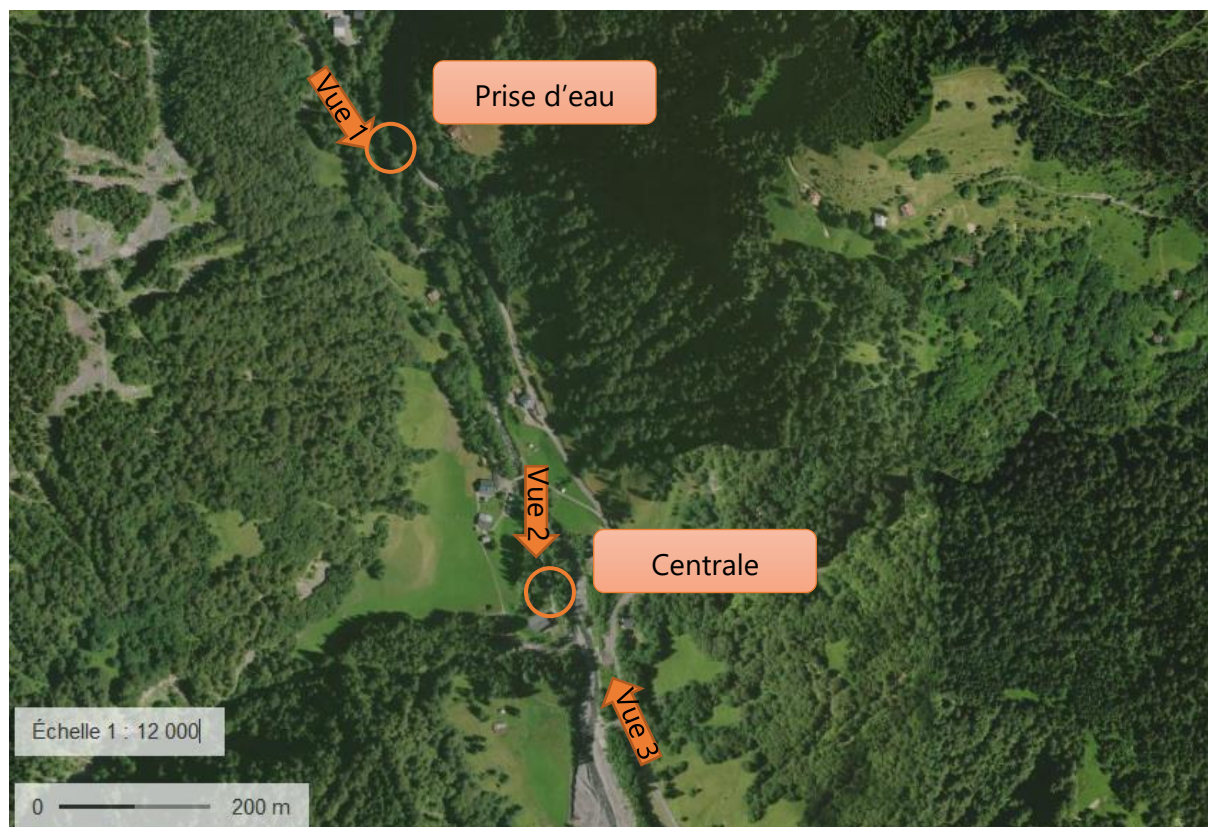 Prise d'eau
Vue 1
Vue 2
Centrale
Vue 3
Échelle 1 : 12 000
0 200 m